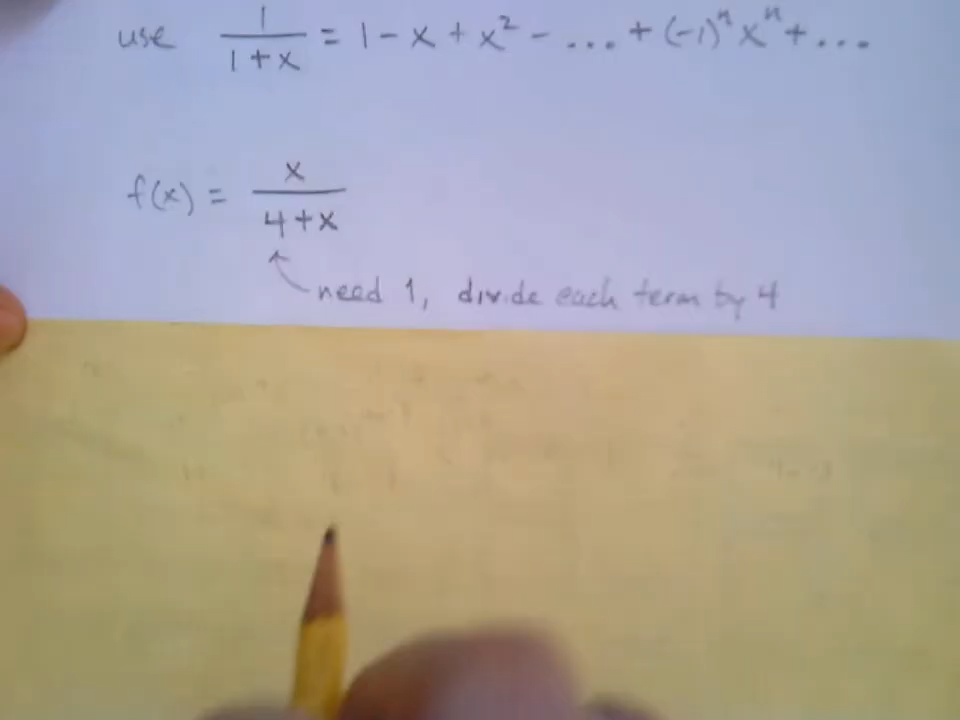 use 1/(1+x) = 1 - x + x² - ... + (-1)ⁿ xⁿ + ...
f(x) = x/(4+x)
need 1, divide each term by 4